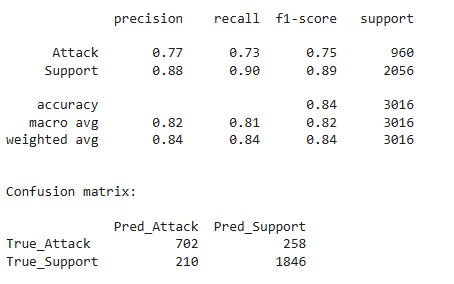 precision recall f1-score support
Attack 0.77 0.73 0.75 960
Support 0.88 0.90 0.89 2056
accuracy 0.84 3016
macro avg 0.82 0.81 0.82 3016
weighted avg 0.84 0.84 0.84 3016
Confusion matrix:
Pred_Attack Pred_Support
True_Attack 702 258
True_Support 210 1846